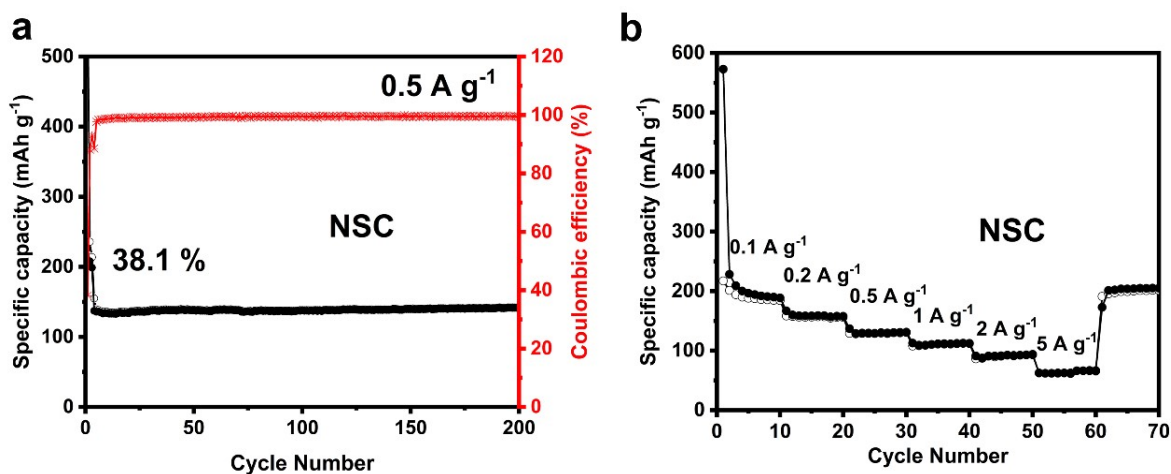 a
500
400
300
200
100
0
Specific capacity (mAh g⁻¹)
0 50 100 150 200
Cycle Number
120
100
80
60
40
20
0
Coulombic efficiency (%)
0.5 A g⁻¹
NSC
38.1 %
b
600
500
400
300
200
100
0
Specific capacity (mAh g⁻¹)
0 10 20 30 40 50 60 70
Cycle Number
NSC
0.1 A g⁻¹
0.2 A g⁻¹
0.5 A g⁻¹
1 A g⁻¹
2 A g⁻¹
5 A g⁻¹